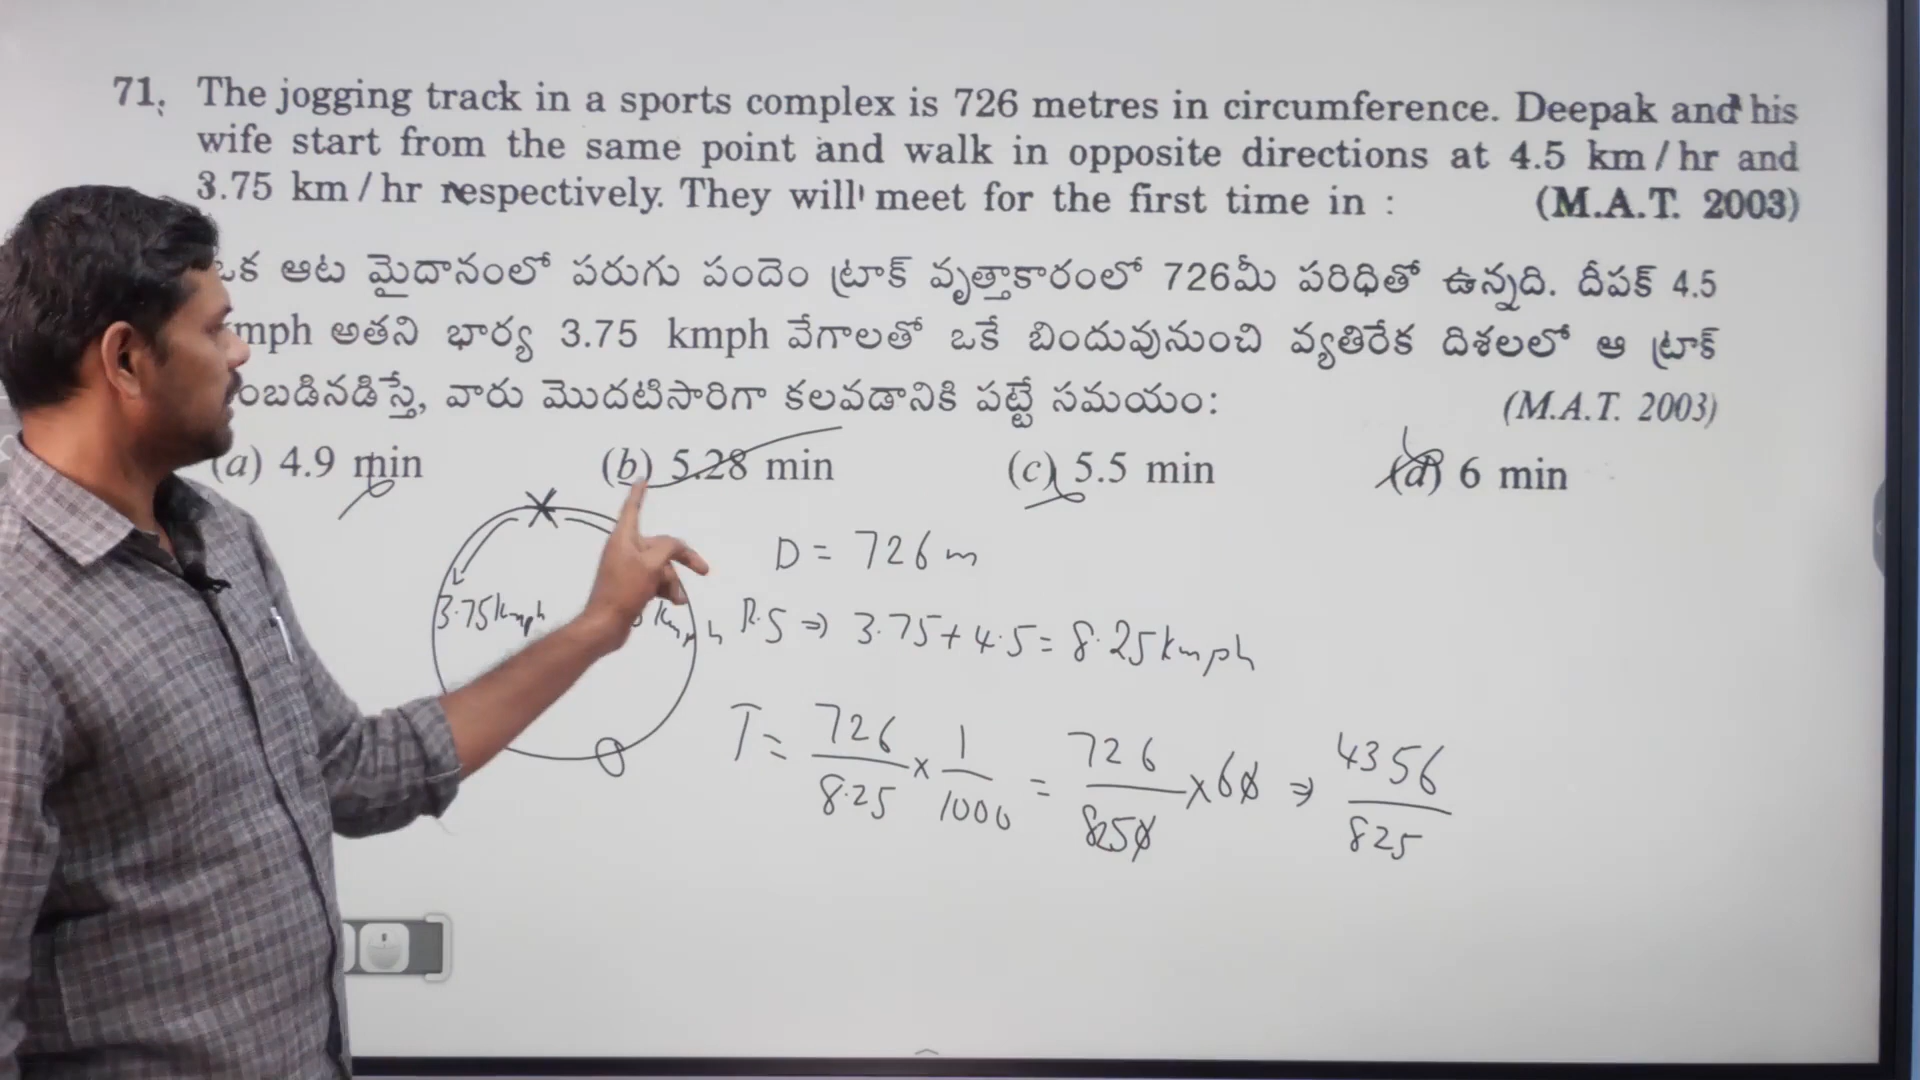 71. The jogging track in a sports complex is 726 metres in circumference. Deepak and his
wife start from the same point and walk in opposite directions at 4.5 km/hr and
3.75 km/hr respectively. They will meet for the first time in : (M.A.T. 2003)
ఒక ఆట మైదానంలో పరుగు పందెం ట్రాక్ వృత్తాకారంలో 726మీ పరిధితో ఉన్నది. దీపక్ 4.5
kmph అతని భార్య 3.75 kmph వేగాలతో ఒకే బిందువునుంచి వ్యతిరేక దిశలలో ఆ ట్రాక్
వారు మొదటిసారిగా కలవడానికి పట్టే సమయం: (M.A.T. 2003)
(a) 4.9 min (b) 5.28 min (c) 5.5 min (d) 6 min
D = 726 m
3.75 kmph
R.S ⇒ 3.75 + 4.5 = 8.25 kmph
T = 726/8.25 × 1/1000 = 726/8250 × 60 ⇒ 4356/825